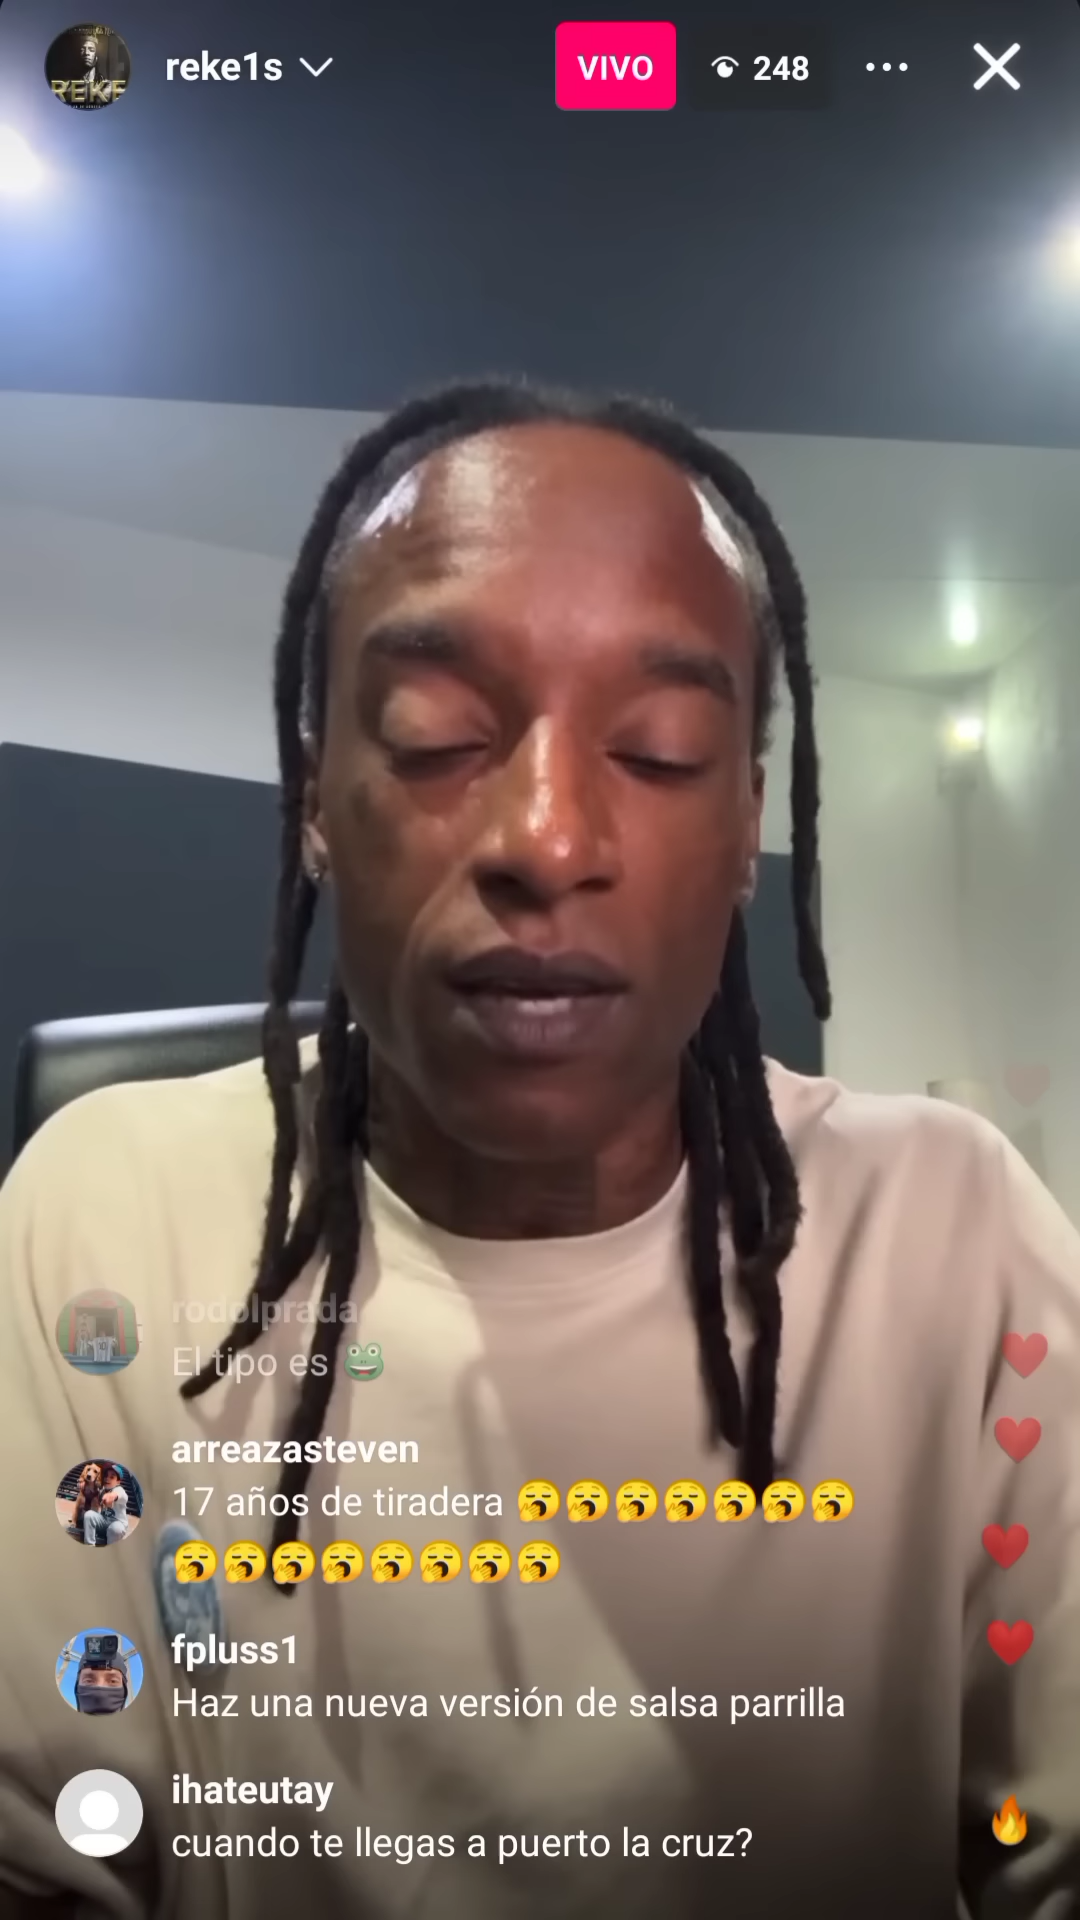 REKE
reke1s
VIVO
248
rodolprada
El tipo es 🐸
arreazasteven
17 años de tiradera 🥱🥱🥱🥱🥱🥱🥱
🥱🥱🥱🥱🥱🥱🥱🥱
fpluss1
Haz una nueva versión de salsa parrilla
ihateutay
cuando te llegas a puerto la cruz?